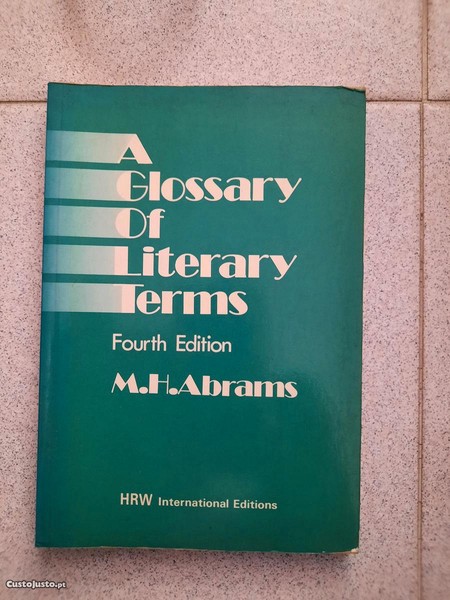 A
Glossary
Of
Literary
Terms
Fourth Edition
M.H.Abrams
HRW International Editions
CustoJusto.pt